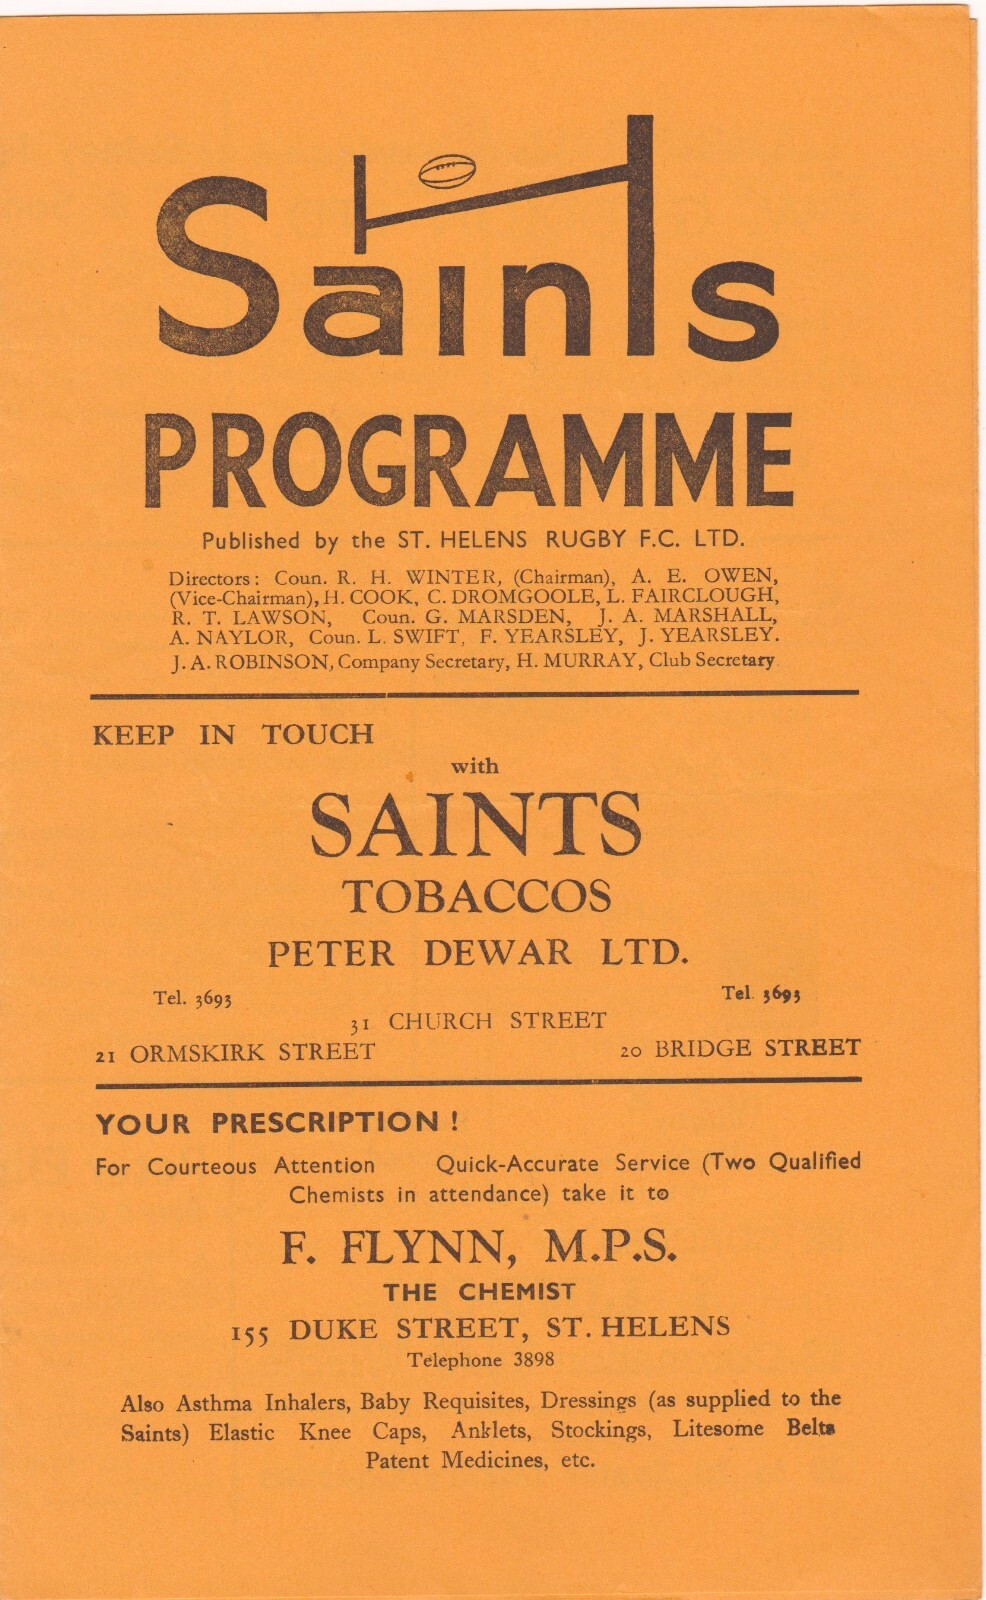 Saints
PROGRAMME
Published by the ST. HELENS RUGBY F.C. LTD.
Directors: Coun. R. H. WINTER, (Chairman), A. E. OWEN,
(Vice-Chairman), H. COOK, C. DROMGOOLE, L. FAIRCLOUGH,
R. T. LAWSON, Coun. G. MARSDEN, J. A. MARSHALL,
A. NAYLOR, Coun. L. SWIFT, F. YEARSLEY, J. YEARSLEY.
J. A. ROBINSON, Company Secretary, H. MURRAY, Club Secretary
KEEP IN TOUCH
with
SAINTS
TOBACCOS
PETER DEWAR LTD.
Tel. 3693 Tel. 3693
31 CHURCH STREET
21 ORMSKIRK STREET 20 BRIDGE STREET
YOUR PRESCRIPTION !
For Courteous Attention Quick-Accurate Service (Two Qualified
Chemists in attendance) take it to
F. FLYNN, M.P.S.
THE CHEMIST
155 DUKE STREET, ST. HELENS
Telephone 3898
Also Asthma Inhalers, Baby Requisites, Dressings (as supplied to the
Saints) Elastic Knee Caps, Anklets, Stockings, Litesome Belts
Patent Medicines, etc.